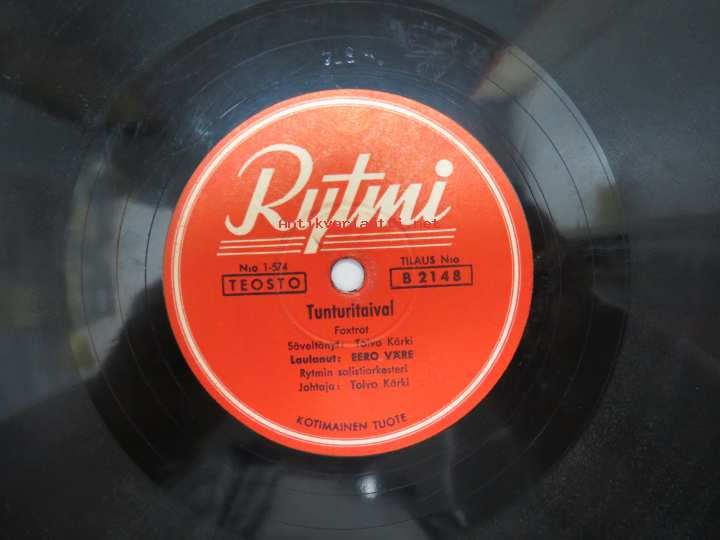 Rytmi
Antikvariaatti.net
N:o 1-574
TEOSTO
TILAUS N:o
B 2148
Tunturitaival
Foxtrot
Säveltänyt: Toivo Kärki
Laulanut: EERO VÄRE
Rytmin solistiorkesteri
Johtaja: Toivo Kärki
KOTIMAINEN TUOTE